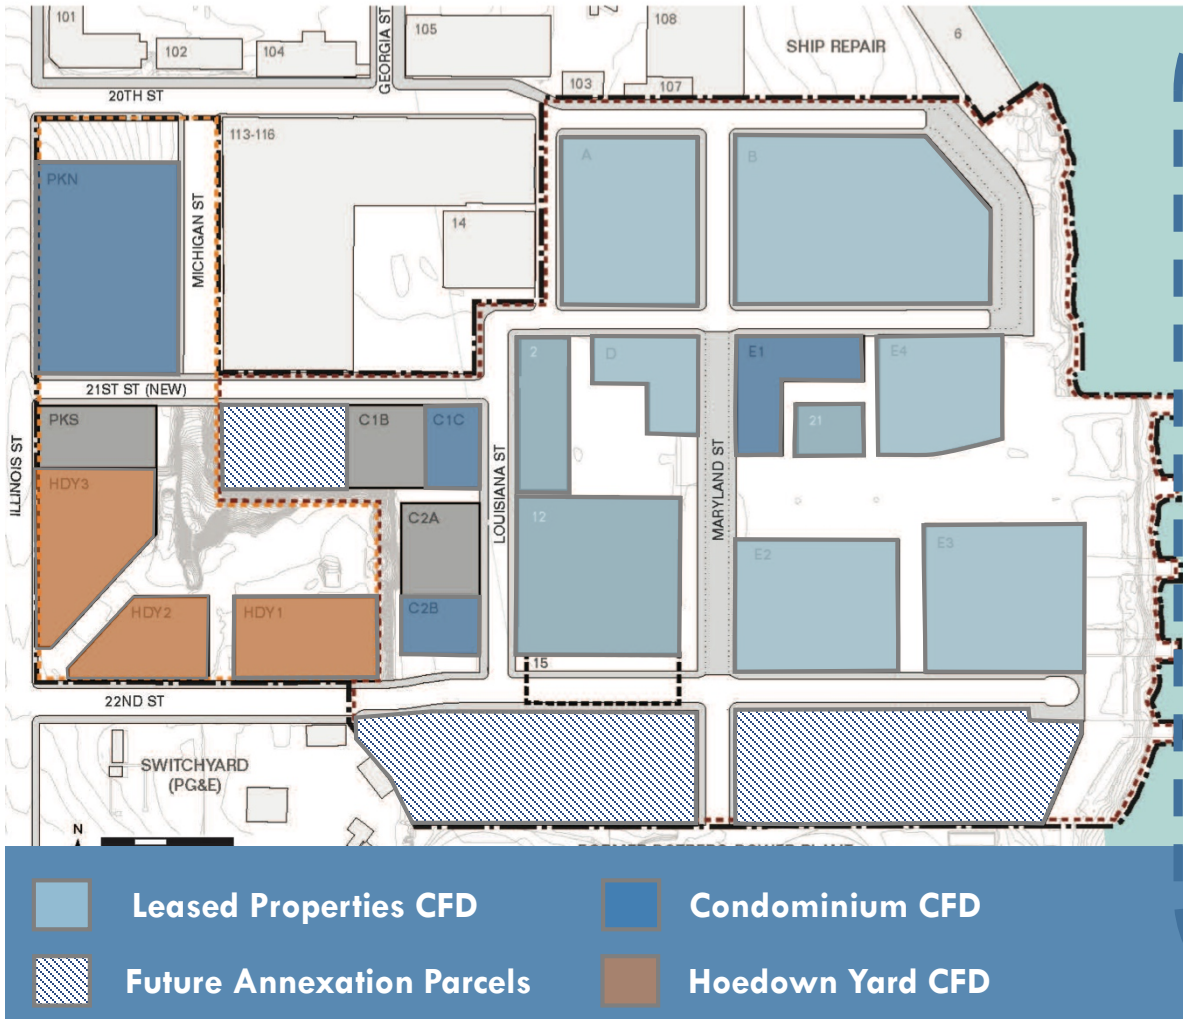 101
102
104
GEORGIA ST
105
103
108
107
SHIP REPAIR
6
20TH ST
113-116
A
B
PKN
MICHIGAN ST
14
2
D
E1
E4
21ST ST (NEW)
PKS
C1B
C1C
21
ILLINOIS ST
HDY3
LOUISIANA ST
MARYLAND ST
C2A
12
E2
E3
HDY2
HDY1
C2B
15
22ND ST
SWITCHYARD
(PG&E)
N
Leased Properties CFD
Condominium CFD
Future Annexation Parcels
Hoedown Yard CFD